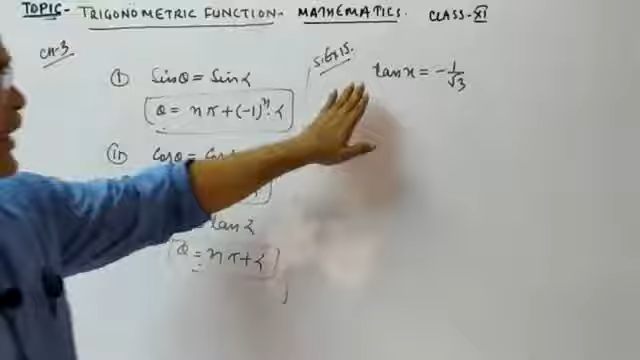 TOPIC- TRIGONOMETRIC FUNCTION- MATHEMATICS. CLASS-XI
CH-3
(i) Sinθ = Sinα
θ = nπ+(-1)ⁿ.α
tan x = -1/√3
(ii) Cosθ =
tanα
θ = nπ+α